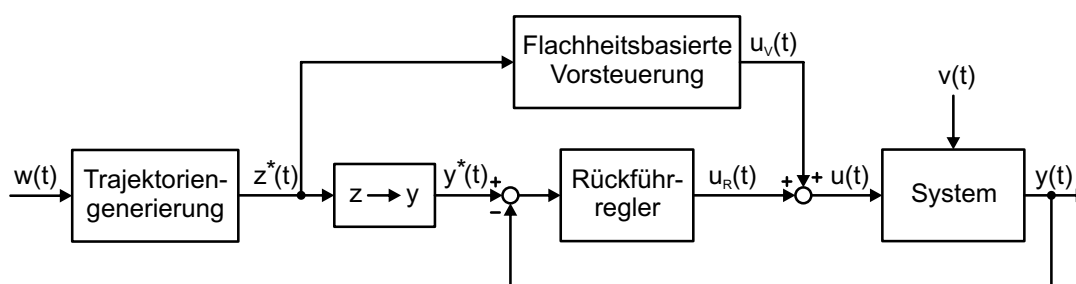 Flachheitsbasierte
Vorsteuerung
u_V(t)
v(t)
w(t)
Trajektorien-
generierung
z*(t)
z → y
y*(t)
+
−
Rückführ-
regler
u_R(t)
+
+
u(t)
System
y(t)